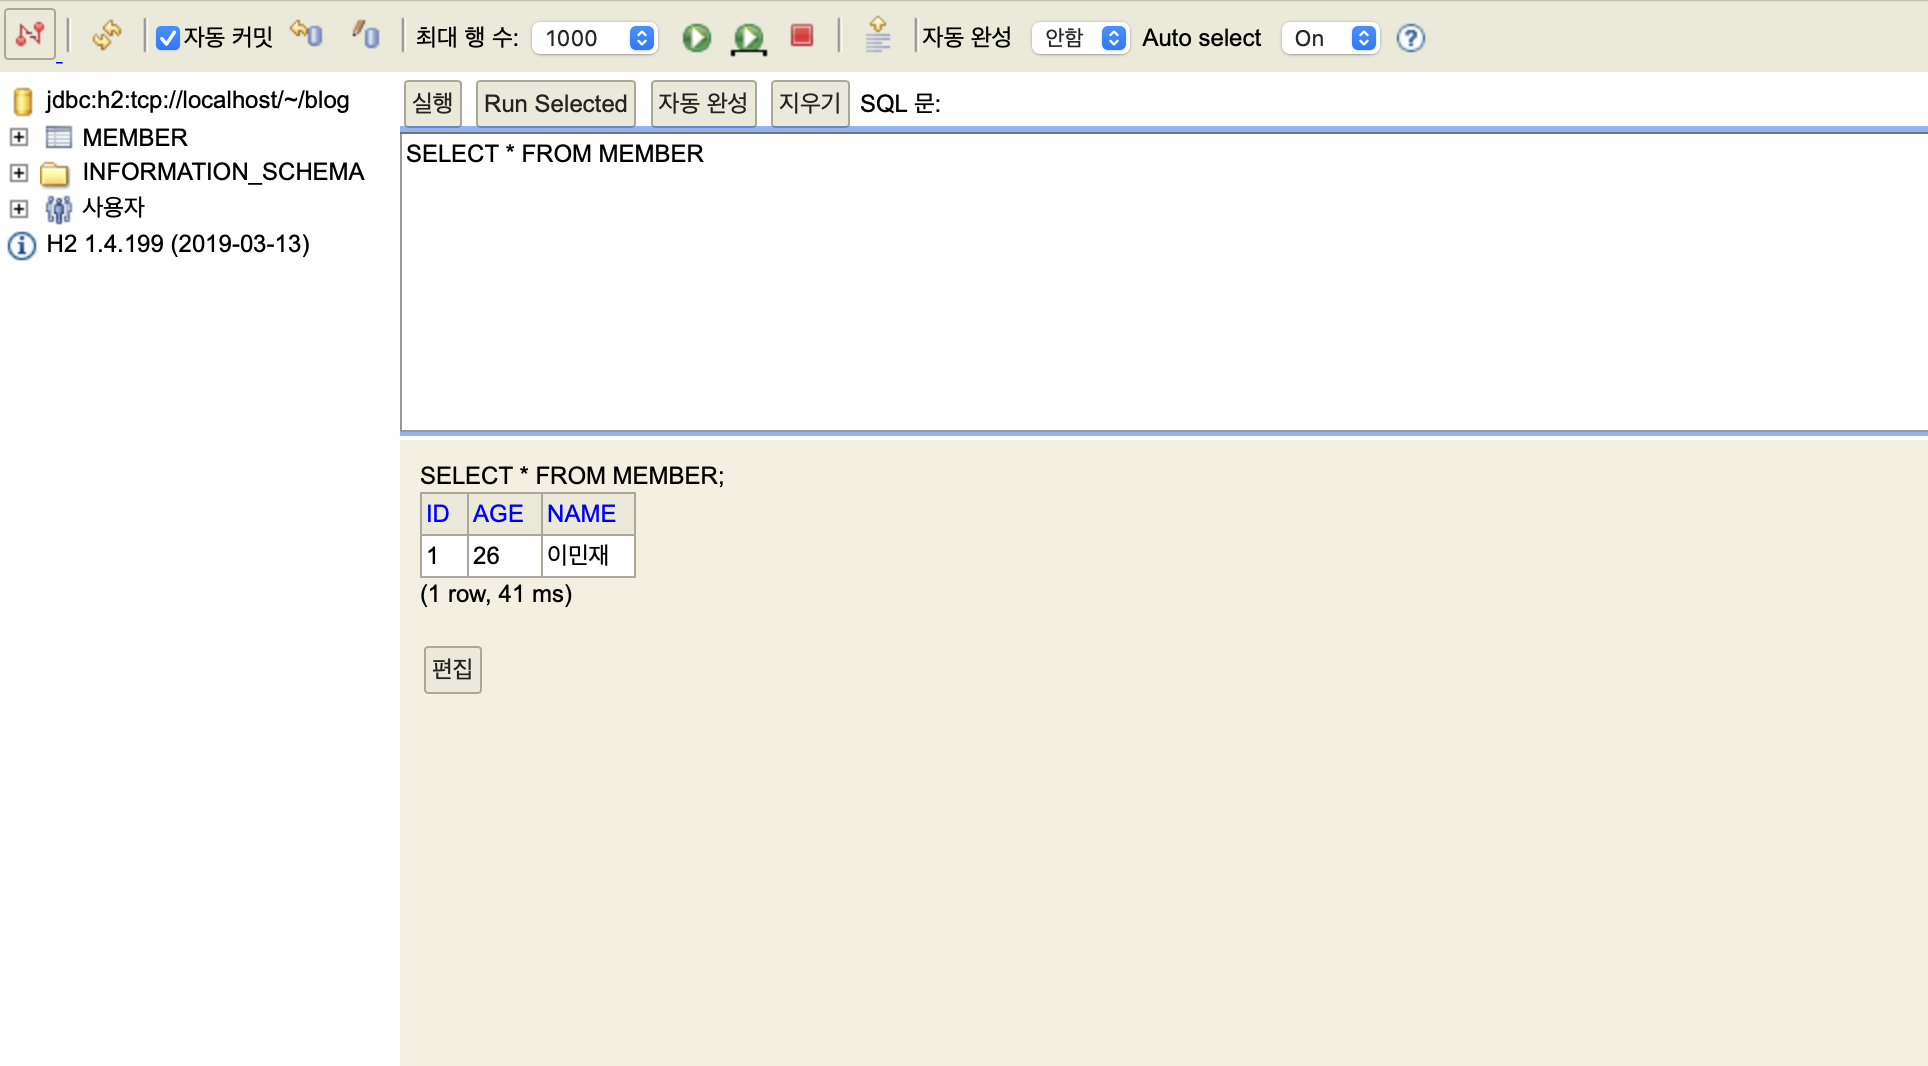 자동 커밋 최대 행 수: 1000 자동 완성 안함 Auto select On
jdbc:h2:tcp://localhost/~/blog
MEMBER
INFORMATION_SCHEMA
사용자
H2 1.4.199 (2019-03-13)
실행 Run Selected 자동 완성 지우기 SQL 문:
SELECT * FROM MEMBER
SELECT * FROM MEMBER;
ID AGE NAME
1 26 이민재
(1 row, 41 ms)
편집